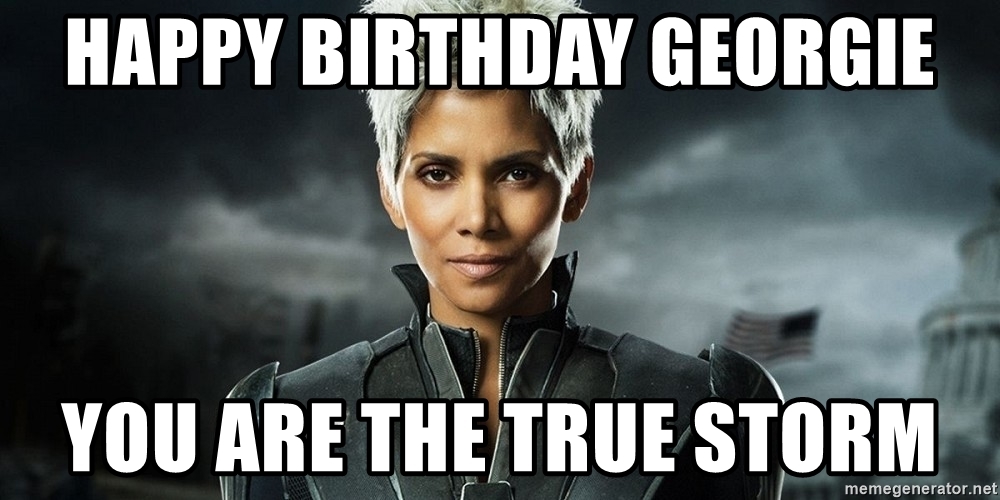 HAPPY BIRTHDAY GEORGIE
YOU ARE THE TRUE STORM
memegenerator.net